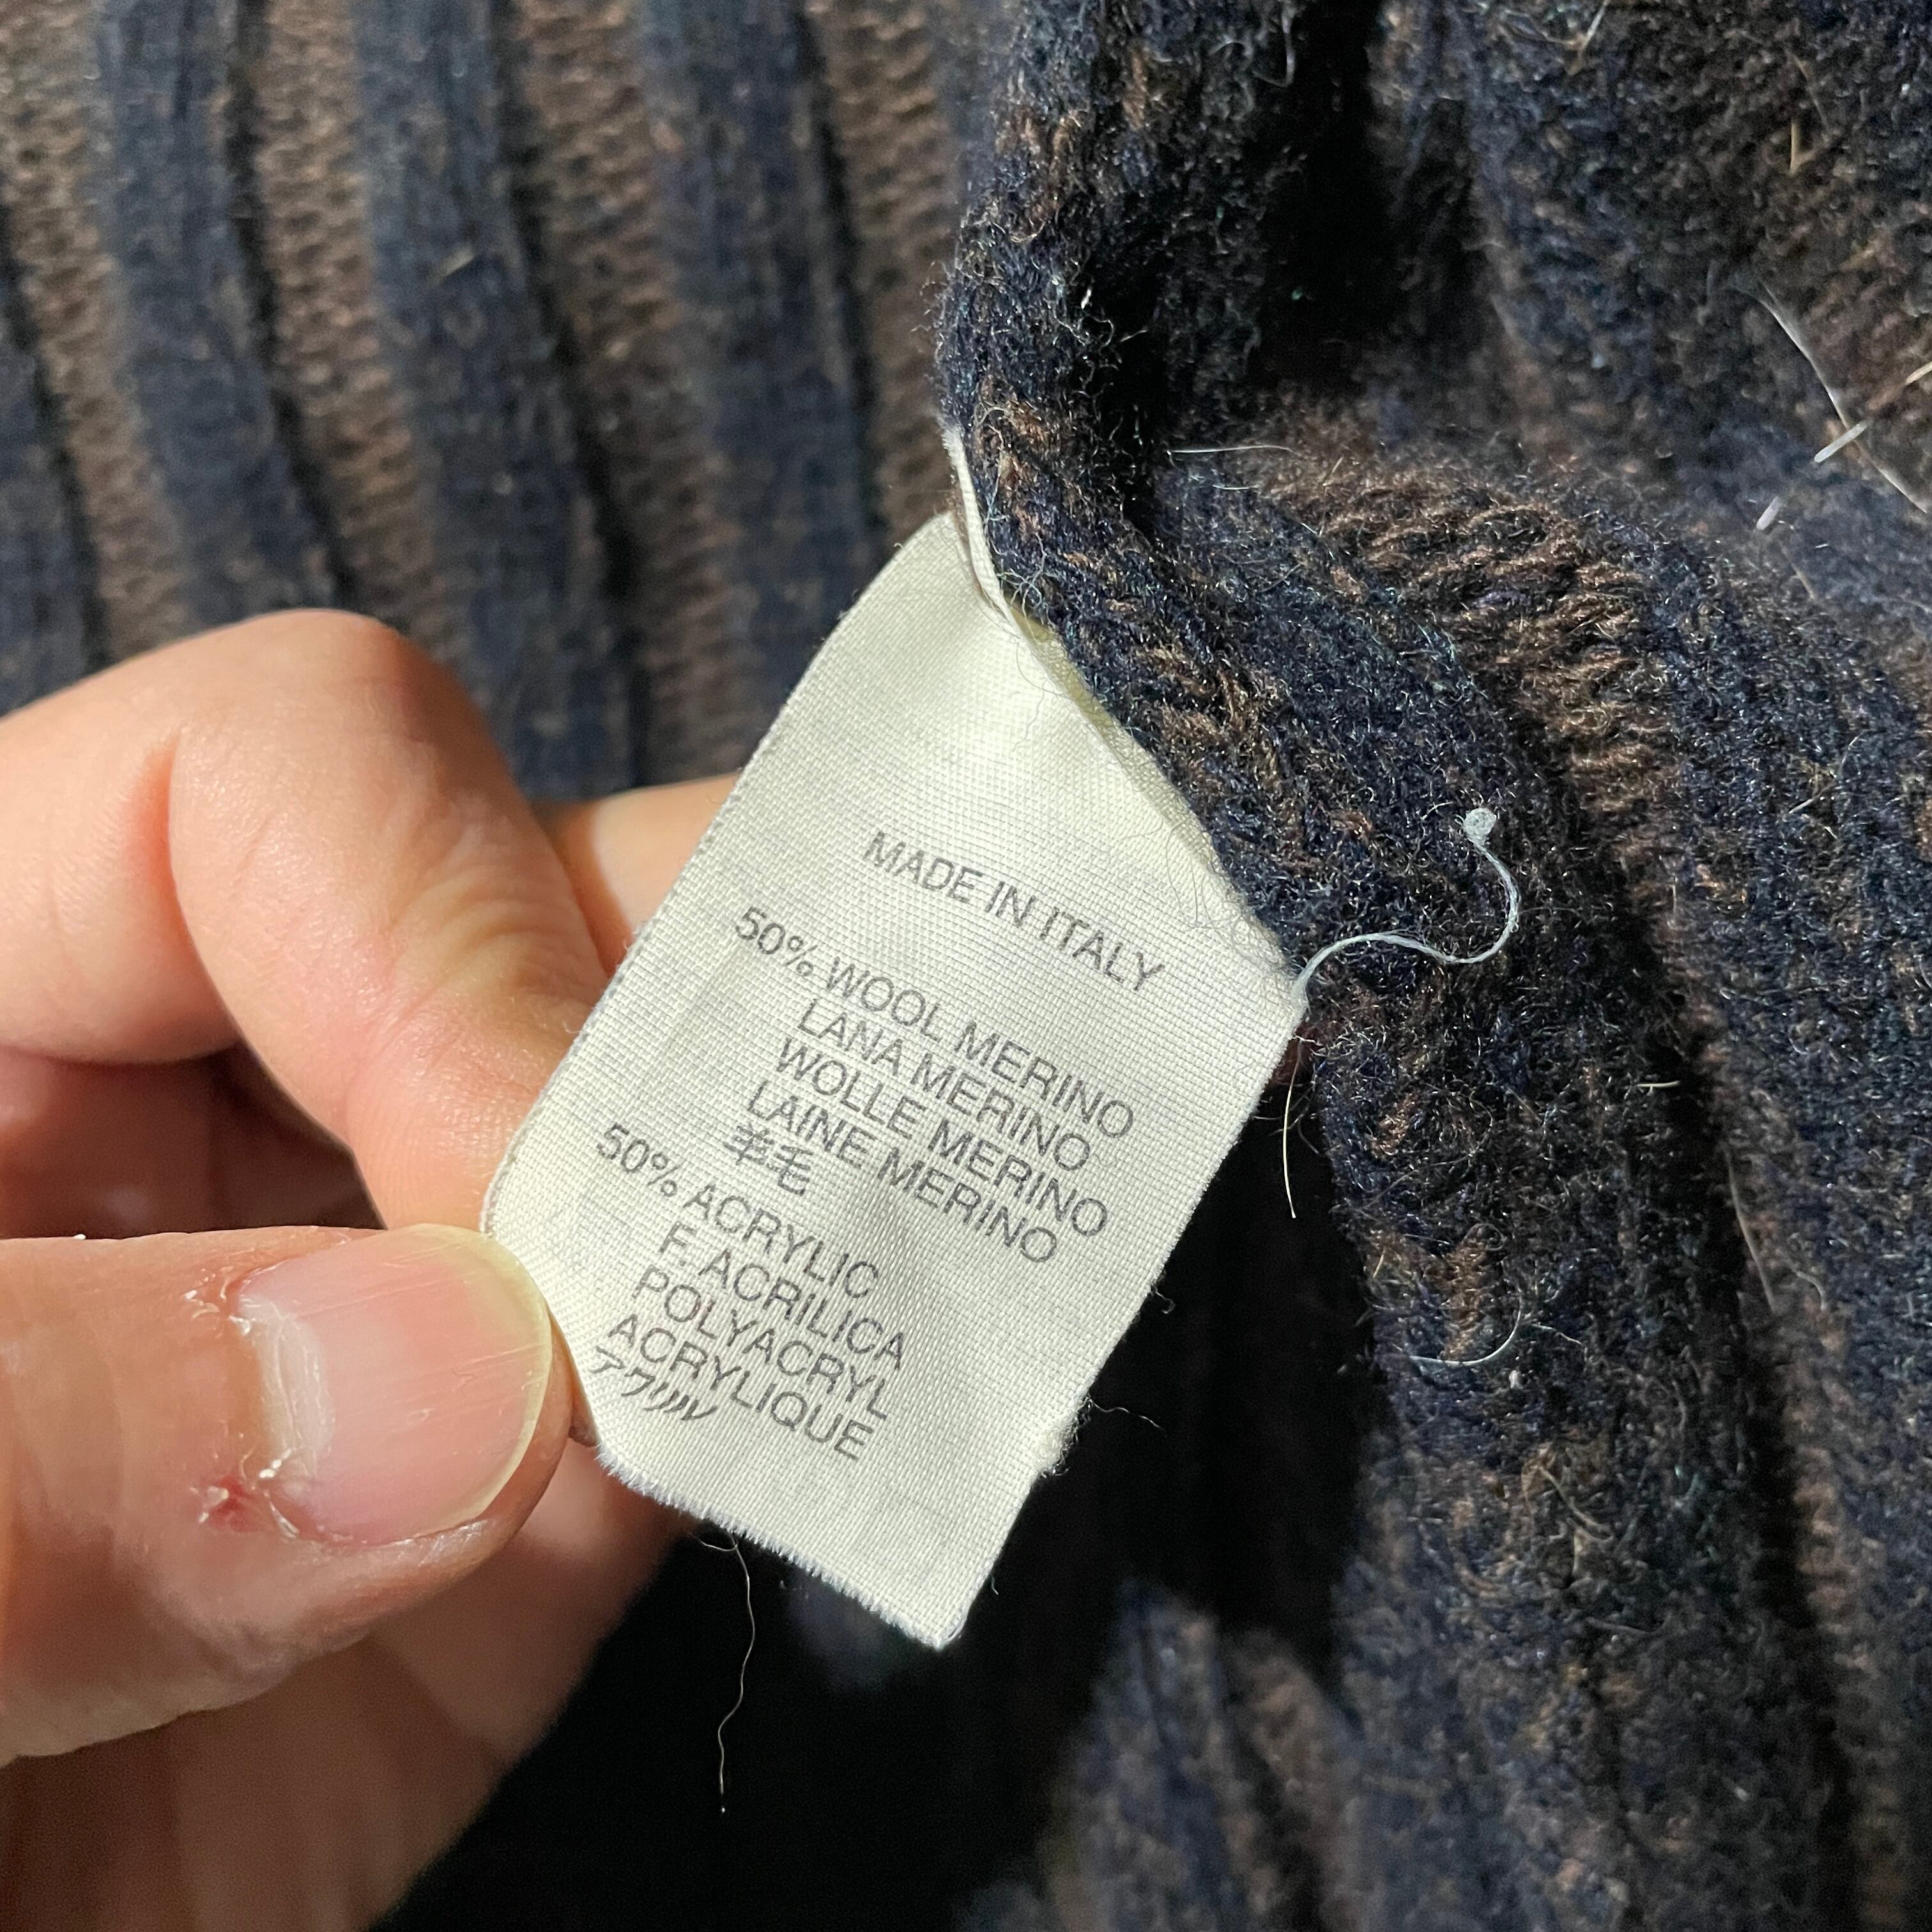 MADE IN ITALY
50% WOOL MERINO
LANA MERINO
WOLLE MERINO
LAINE MERINO
羊毛
50% ACRYLIC
F. ACRILICA
POLYACRYL
ACRYLIQUE
アクリル